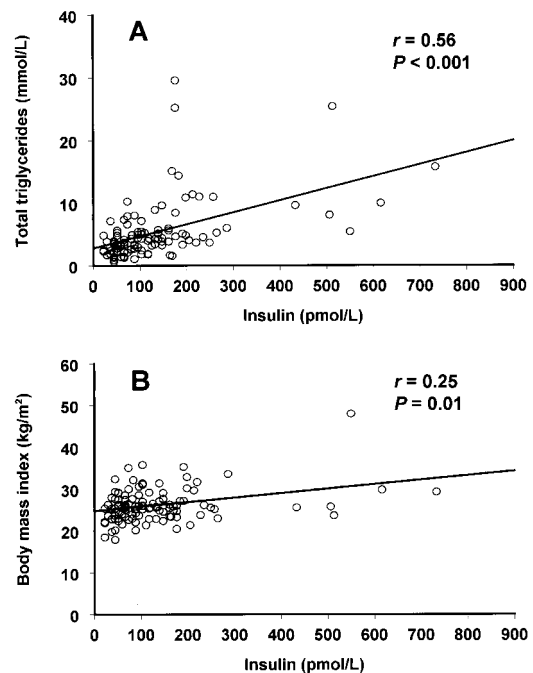 A
r = 0.56
P < 0.001
Total triglycerides (mmol/L)
40
30
20
10
0
0 100 200 300 400 500 600 700 800 900
Insulin (pmol/L)
B
r = 0.25
P = 0.01
Body mass index (kg/m²)
60
50
40
30
20
10
0
0 100 200 300 400 500 600 700 800 900
Insulin (pmol/L)